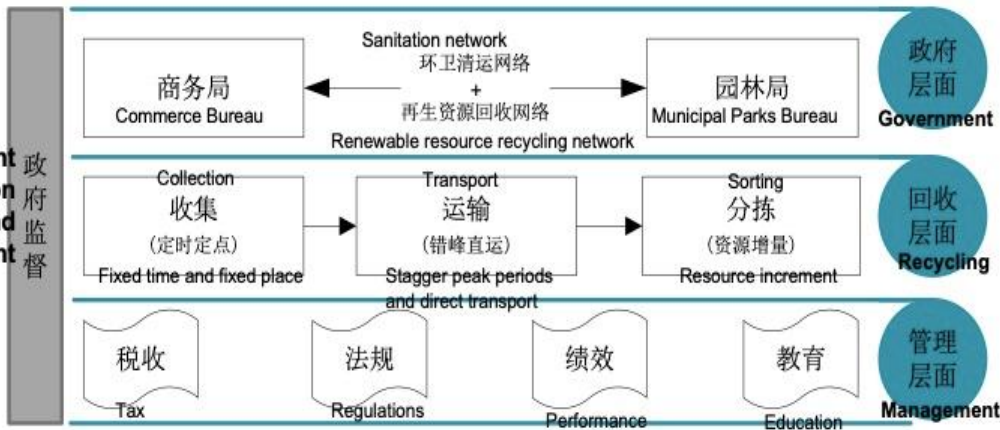 政府监督
Sanitation network
环卫清运网络
+
再生资源回收网络
Renewable resource recycling network
商务局
Commerce Bureau
园林局
Municipal Parks Bureau
政府
层面
Government
Collection
收集
(定时定点)
Fixed time and fixed place
Transport
运输
(错峰直运)
Stagger peak periods
and direct transport
Sorting
分拣
(资源增量)
Resource increment
回收
层面
Recycling
税收
Tax
法规
Regulations
绩效
Performance
教育
Education
管理
层面
Management